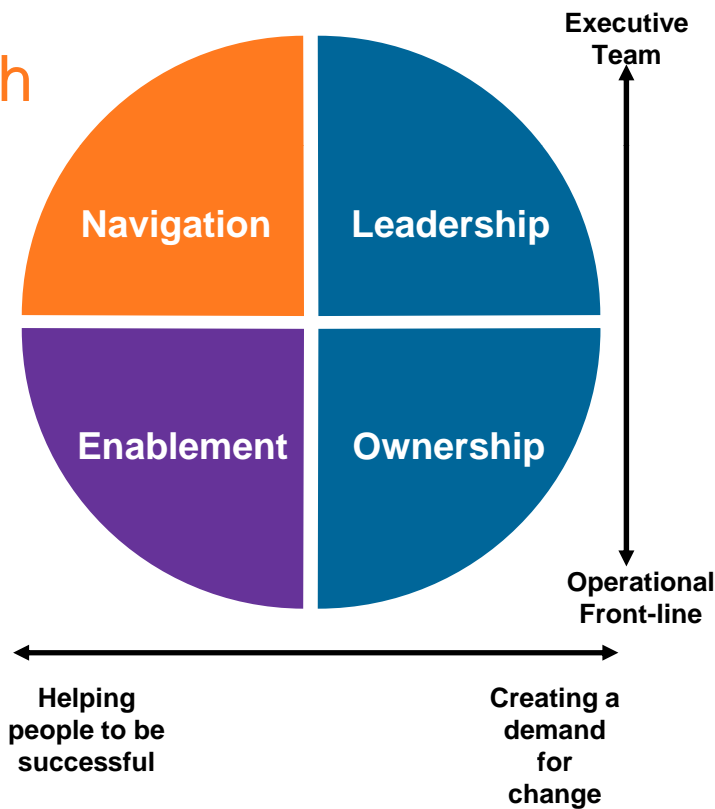 h
Executive
Team
Navigation
Leadership
Enablement
Ownership
Operational
Front-line
Helping
people to be
successful
Creating a
demand
for
change